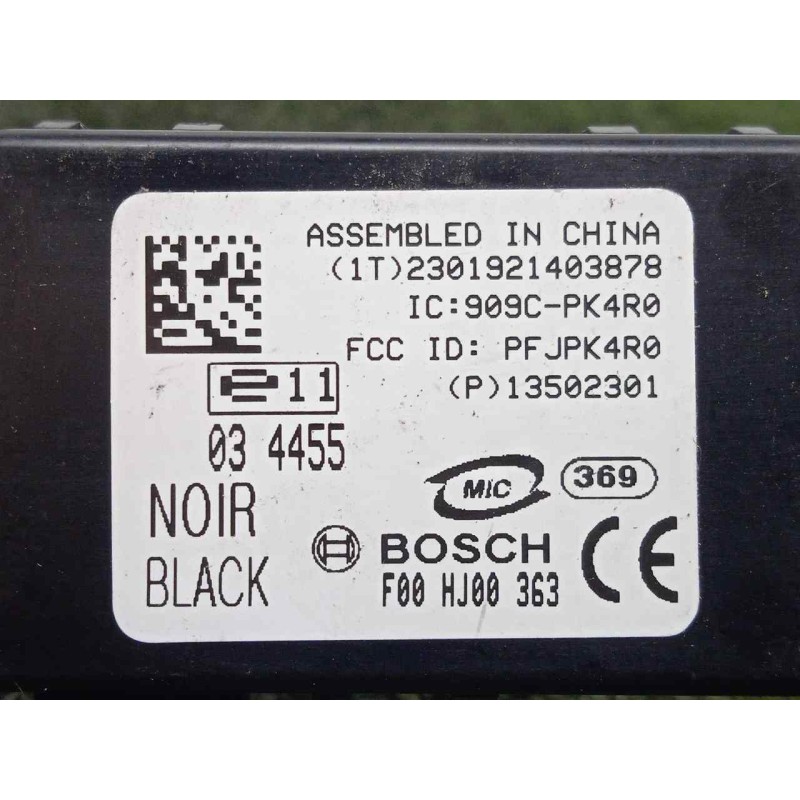 ASSEMBLED IN CHINA
(1T)2301921403878
IC:909C-PK4R0
FCC ID: PFJPK4R0
e11
(P)13502301
03 4455
MIC
369
NOIR
BOSCH
CE
BLACK
F00 HJ00 363